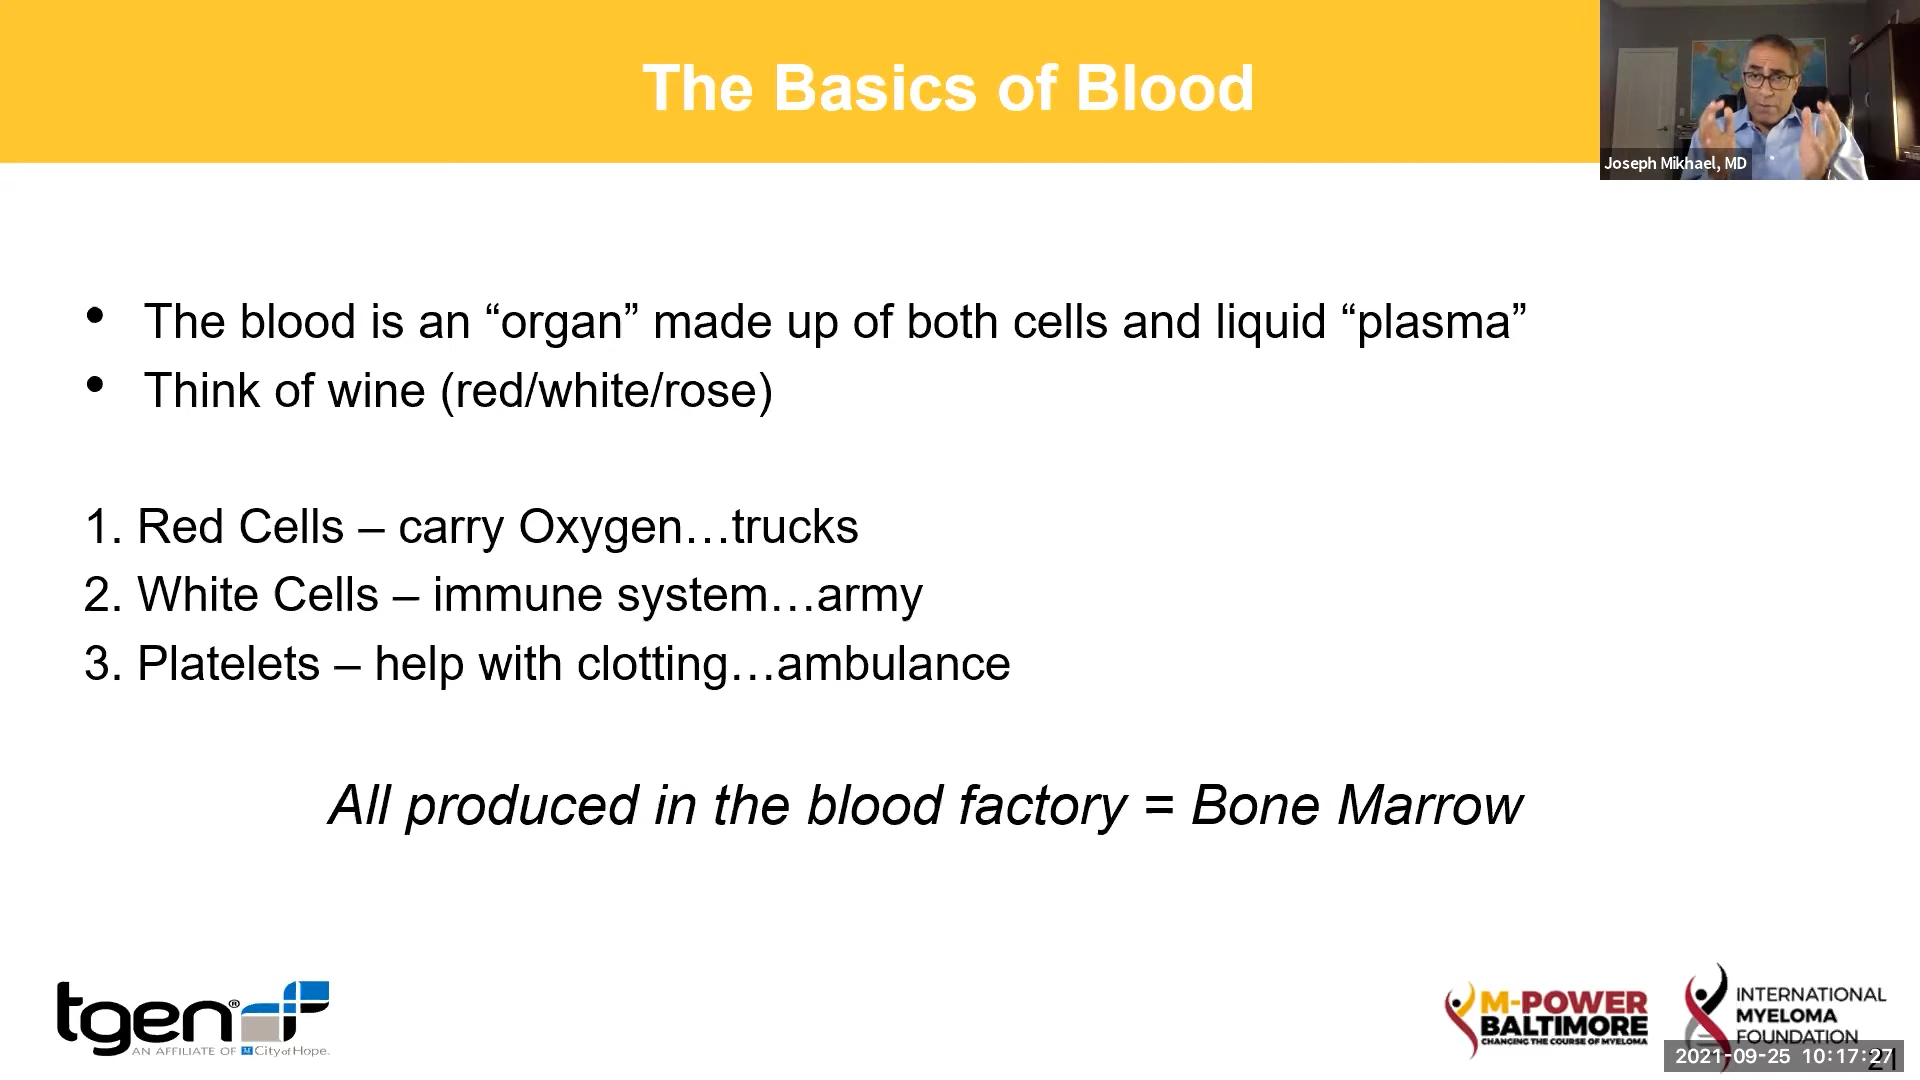 The Basics of Blood
Joseph Mikhael, MD
• The blood is an “organ” made up of both cells and liquid “plasma”
• Think of wine (red/white/rose)
1. Red Cells – carry Oxygen…trucks
2. White Cells – immune system…army
3. Platelets – help with clotting…ambulance
All produced in the blood factory = Bone Marrow
tgen®
AN AFFILIATE OF City of Hope.
M-POWER
BALTIMORE
CHANGING THE COURSE OF MYELOMA
INTERNATIONAL
MYELOMA
FOUNDATION
2021-09-25 10:17:27
21